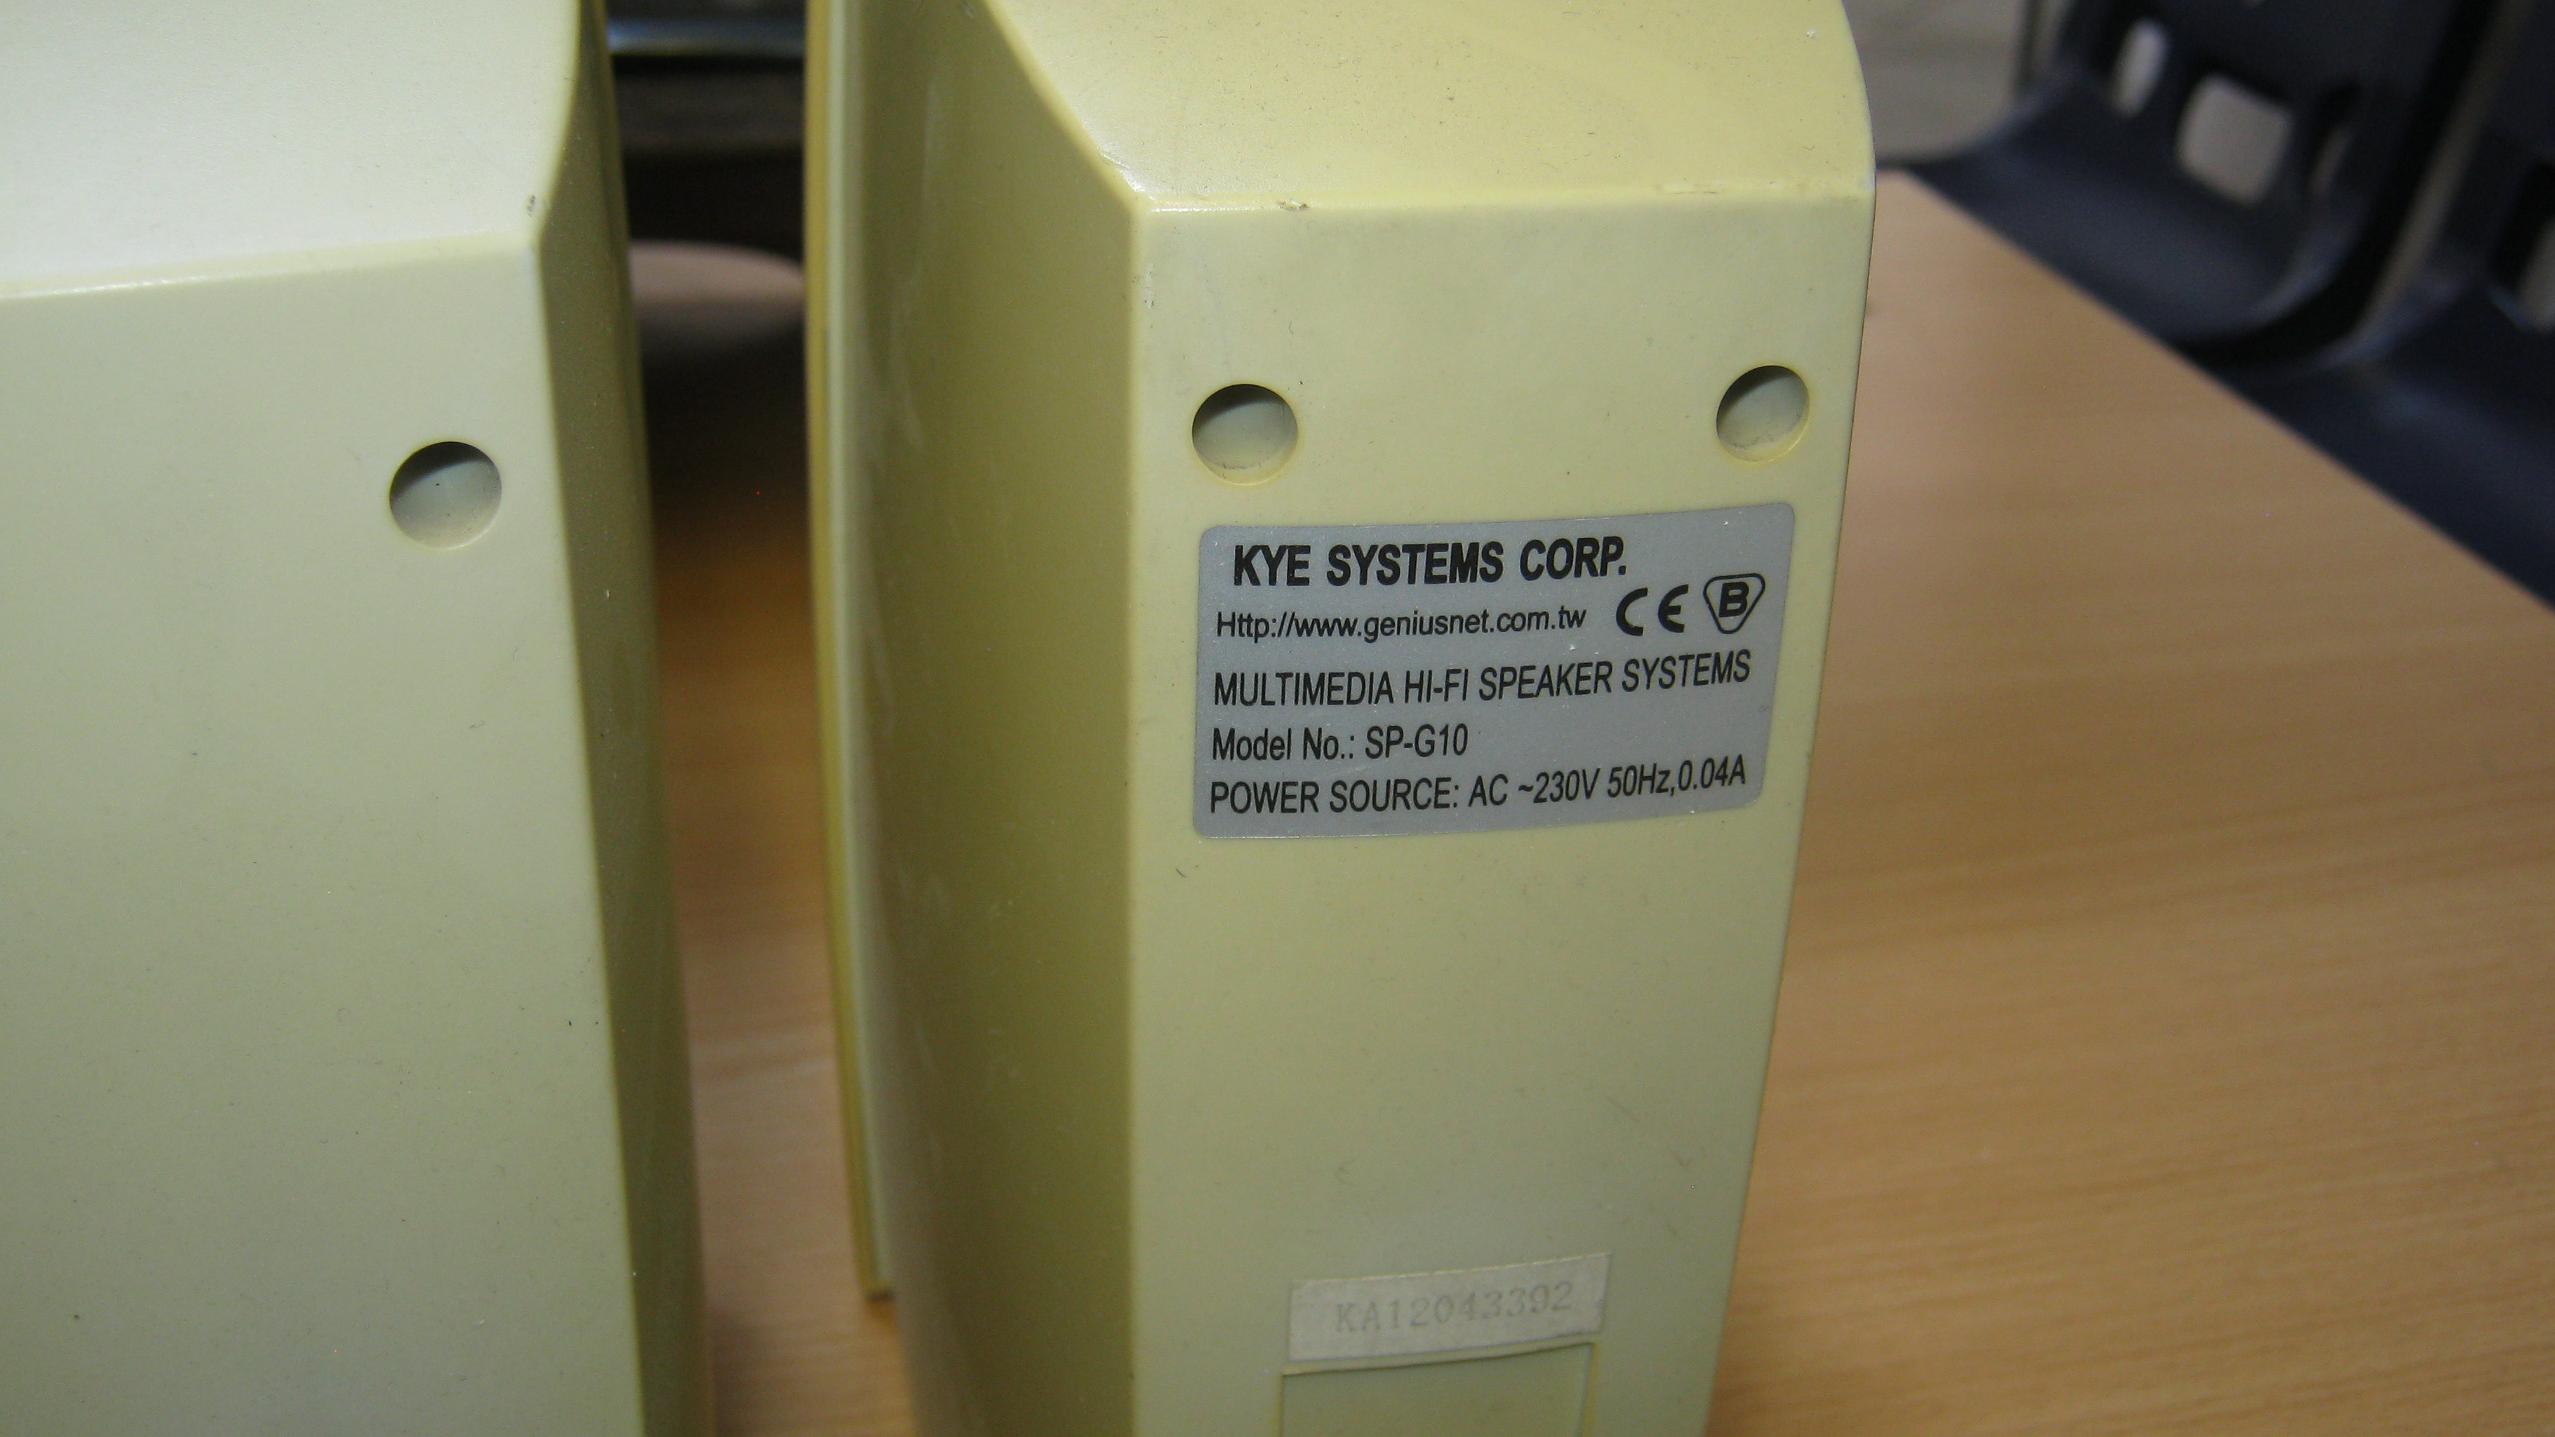 KYE SYSTEMS CORP.
Http://www.geniusnet.com.tw CE B
MULTIMEDIA HI-FI SPEAKER SYSTEMS
Model No.: SP-G10
POWER SOURCE: AC ~230V 50Hz,0.04A
KA12043392